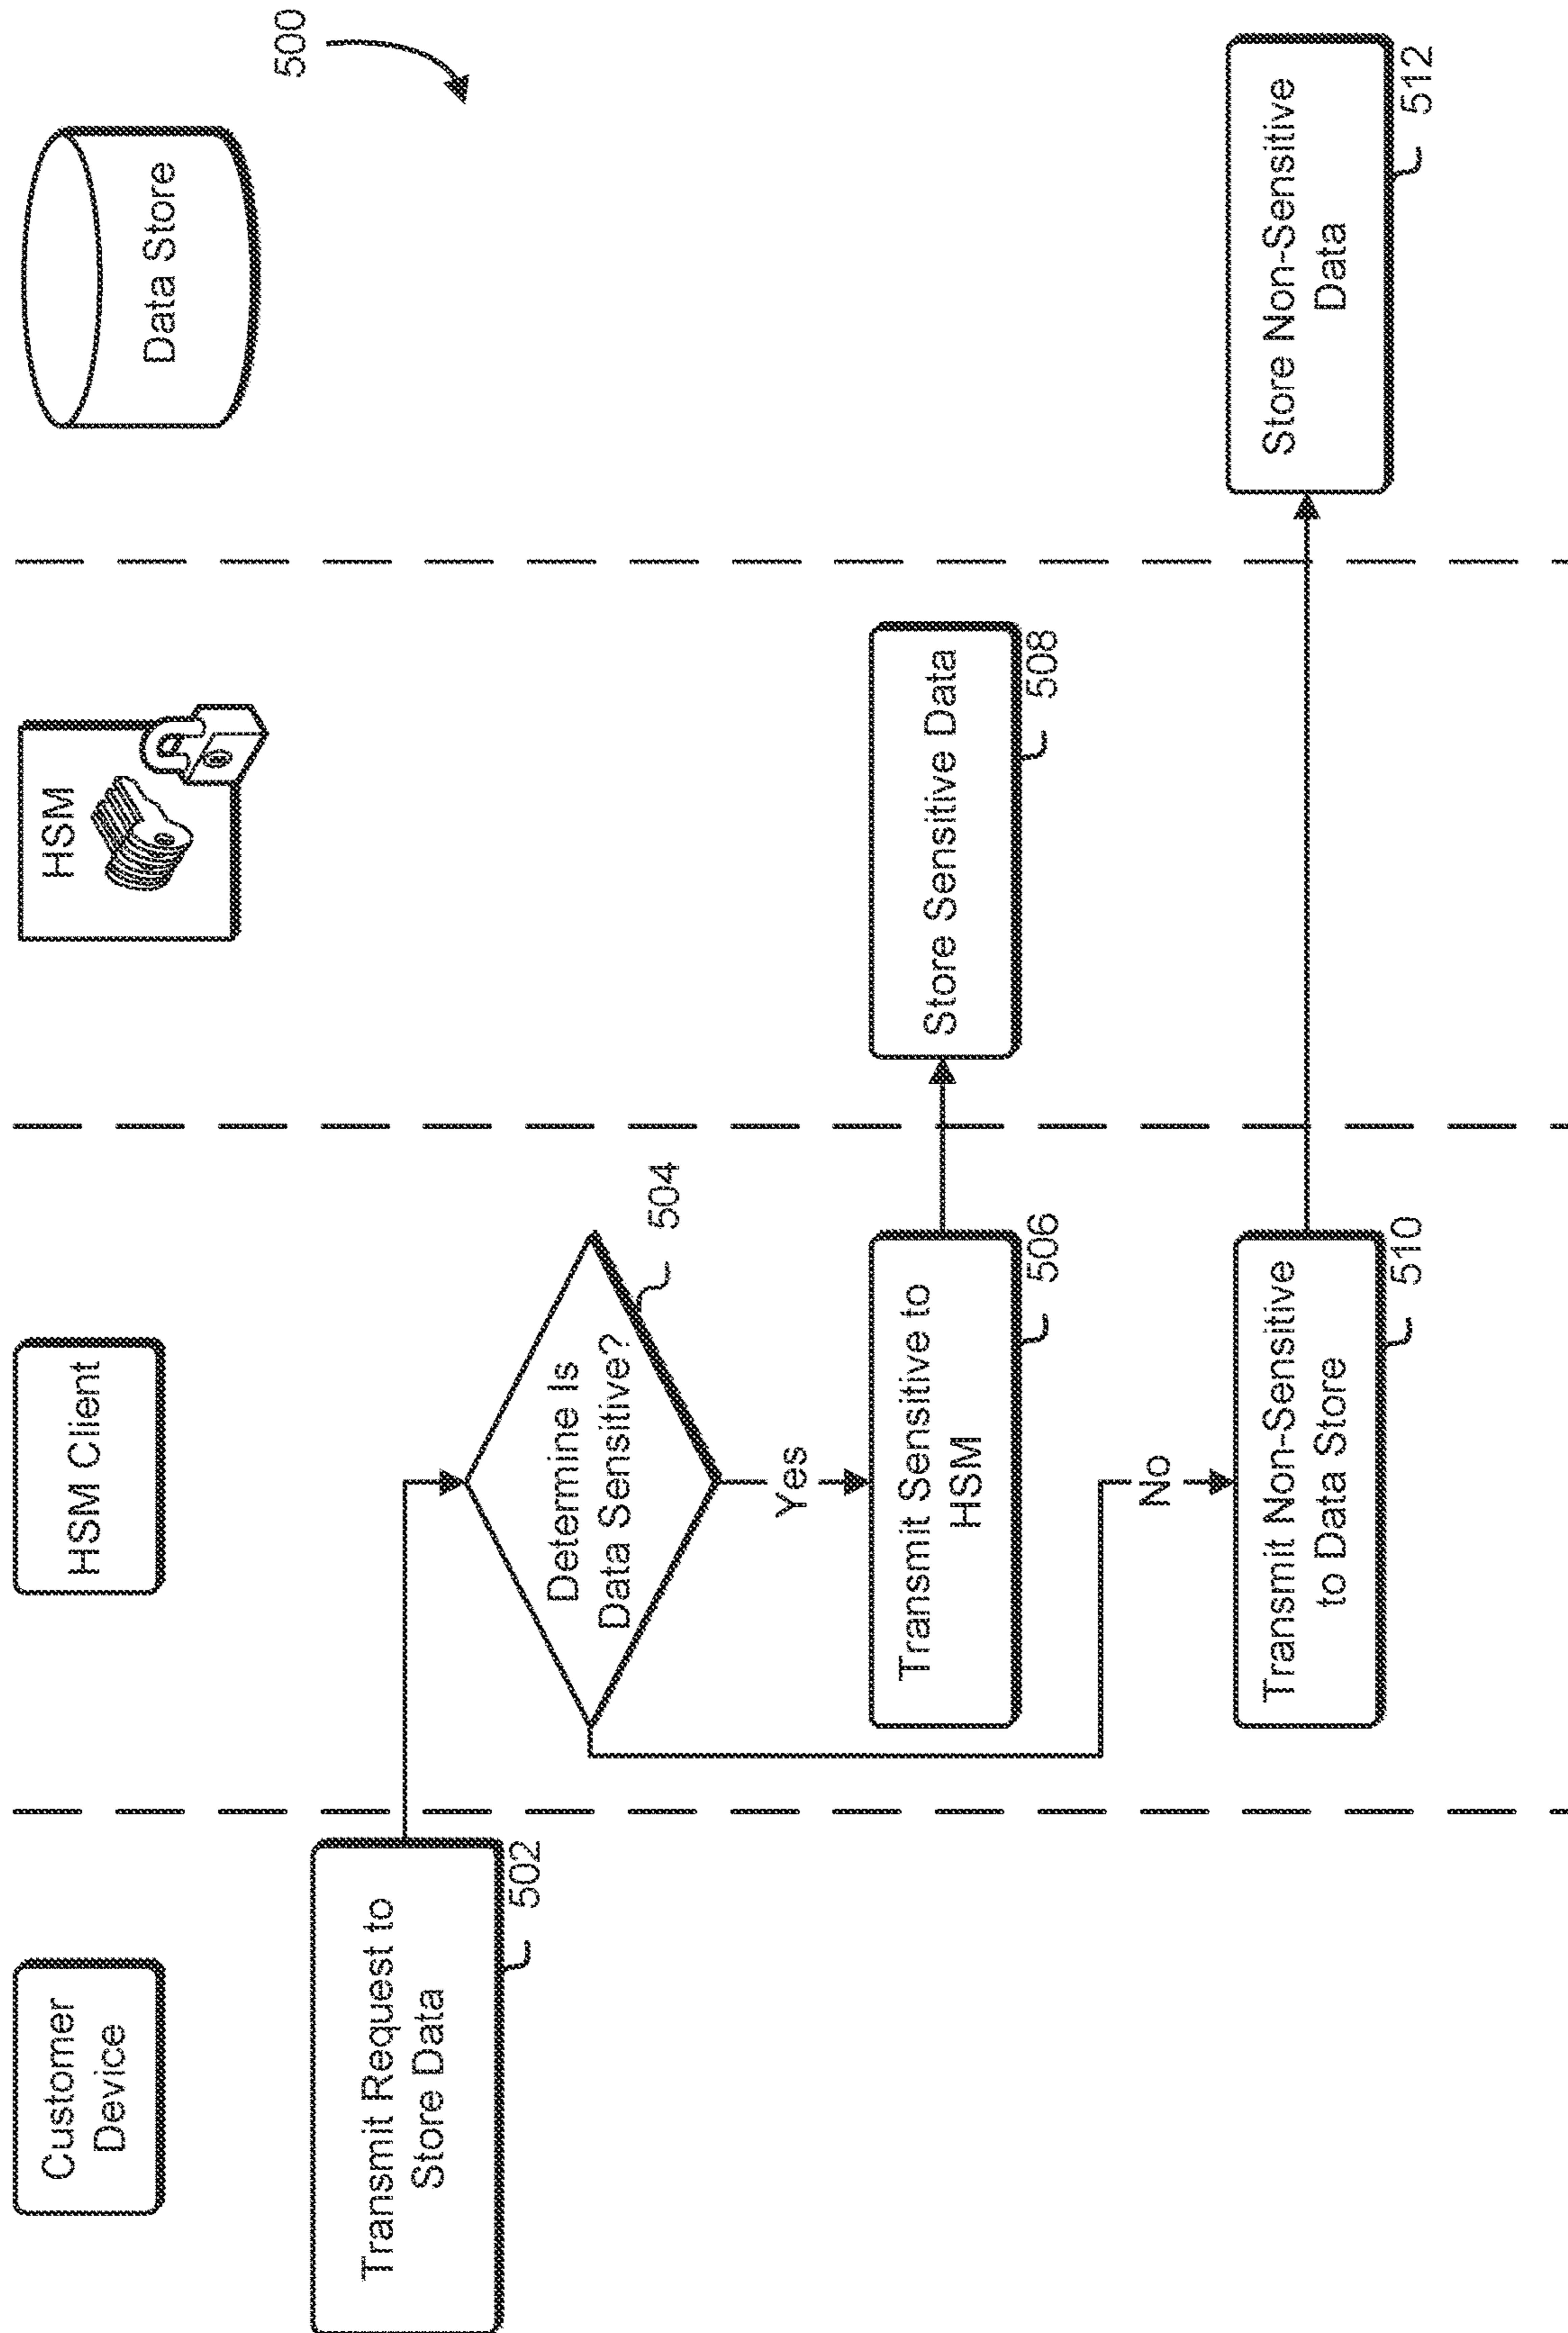 Customer
Device
HSM Client
HSM
Data Store
500
Transmit Request to
Store Data
502
Determine Is
Data Sensitive?
504
Yes
Transmit Sensitive to
HSM
506
Store Sensitive Data
508
No
Transmit Non-Sensitive
to Data Store
510
Store Non-Sensitive
Data
512